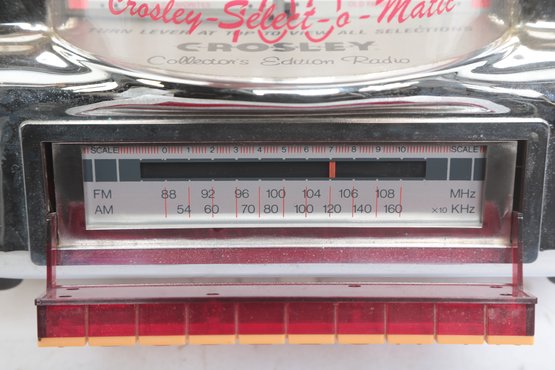 Crosley-Select-o-Matic
TURN LEVER AT TOP TO VIEW ALL SELECTIONS
CROSLEY
Collector's Edition Radio
SCALE 0 1 2 3 4 5 6 7 8 9 10 SCALE
FM 88 92 96 100 104 106 108 MHz
AM 54 60 70 80 100 120 140 160 ×10 KHz